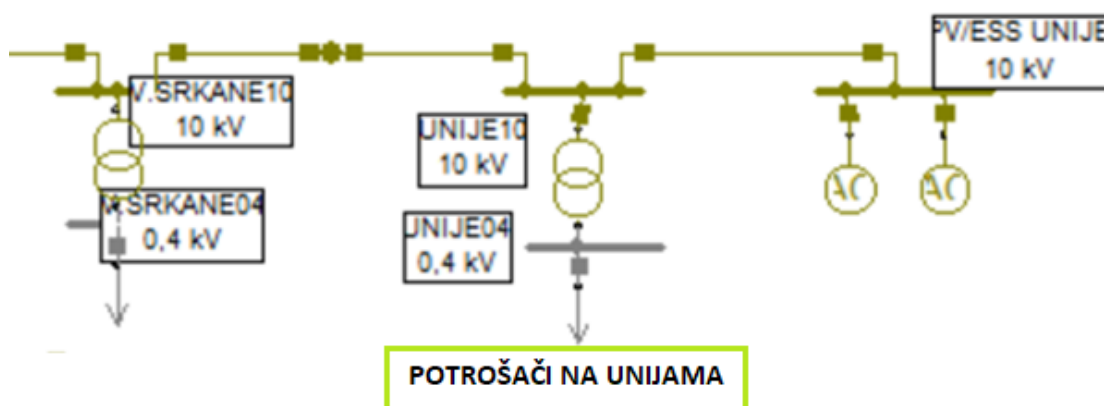 PV/ESS UNIJE
10 kV
V.SRKANE10
10 kV
UNIJE10
10 kV
V.SRKANE04
0,4 kV
UNIJE04
0,4 kV
AC
AC
POTROŠAČI NA UNIJAMA